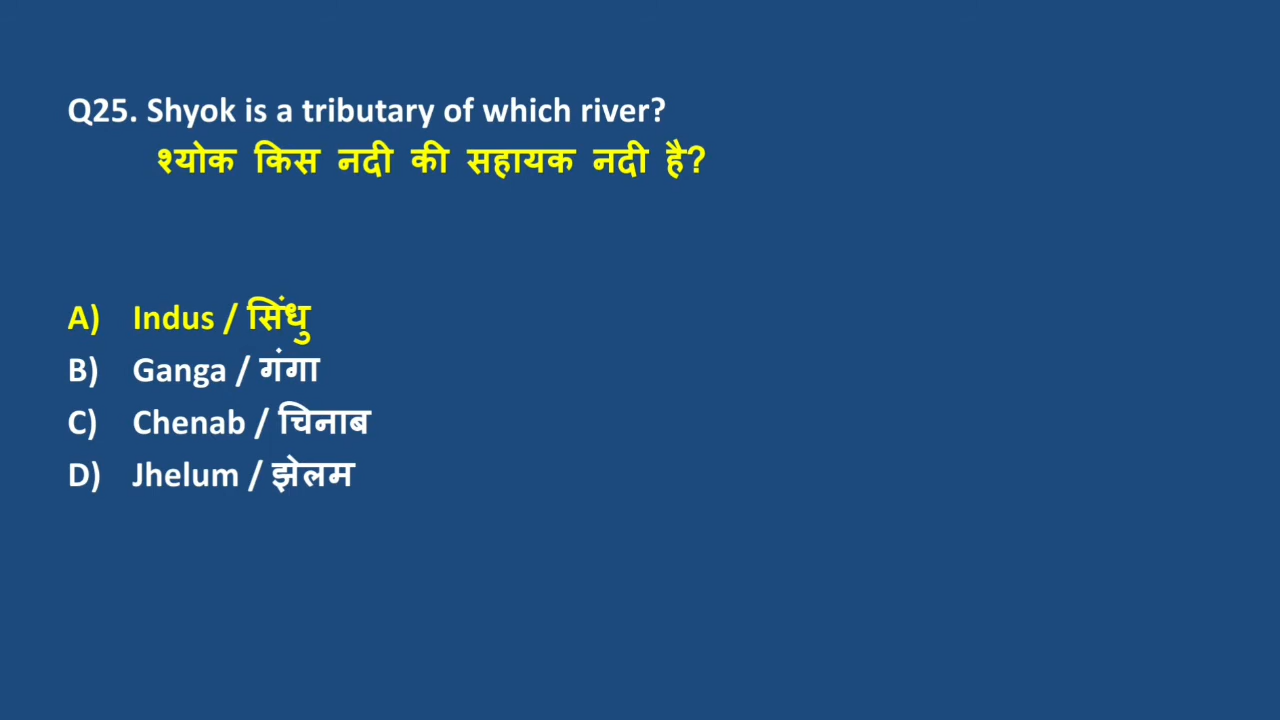 Q25. Shyok is a tributary of which river?
श्योक किस नदी की सहायक नदी है?
A) Indus / सिंधु
B) Ganga / गंगा
C) Chenab / चिनाब
D) Jhelum / झेलम